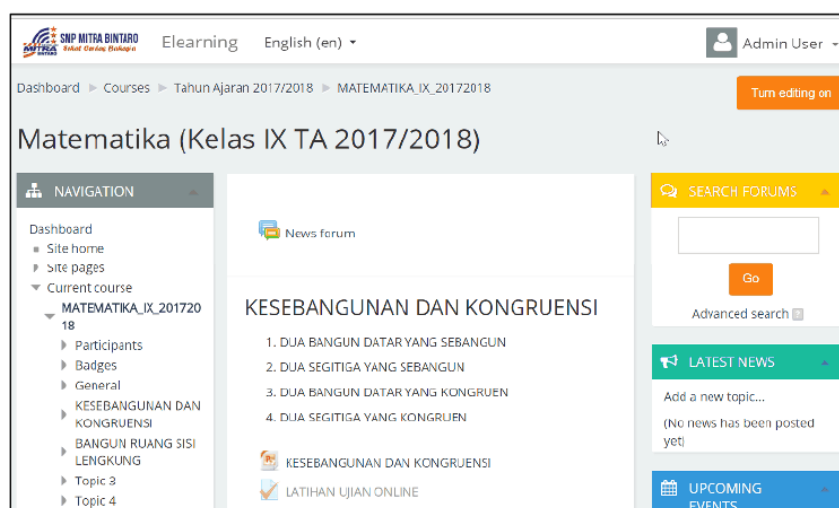 SNP MITRA BINTARO
Sehat Cerdas Bahagia
MITRA
Elearning
English (en)
Admin User
Dashboard Courses Tahun Ajaran 2017/2018 MATEMATIKA_IX_20172018
Turn editing on
Matematika (Kelas IX TA 2017/2018)
NAVIGATION
Dashboard
Site home
Site pages
Current course
MATEMATIKA_IX_201720
18
Participants
Badges
General
KESEBANGUNAN DAN
KONGRUENSI
BANGUN RUANG SISI
LENGKUNG
Topic 3
Topic 4
News forum
KESEBANGUNAN DAN KONGRUENSI
1. DUA BANGUN DATAR YANG SEBANGUN
2. DUA SEGITIGA YANG SEBANGUN
3. DUA BANGUN DATAR YANG KONGRUEN
4. DUA SEGITIGA YANG KONGRUEN
KESEBANGUNAN DAN KONGRUENSI
LATIHAN UJIAN ONLINE
SEARCH FORUMS
Go
Advanced search
LATEST NEWS
Add a new topic...
(No news has been posted
yet)
UPCOMING
EVENTS